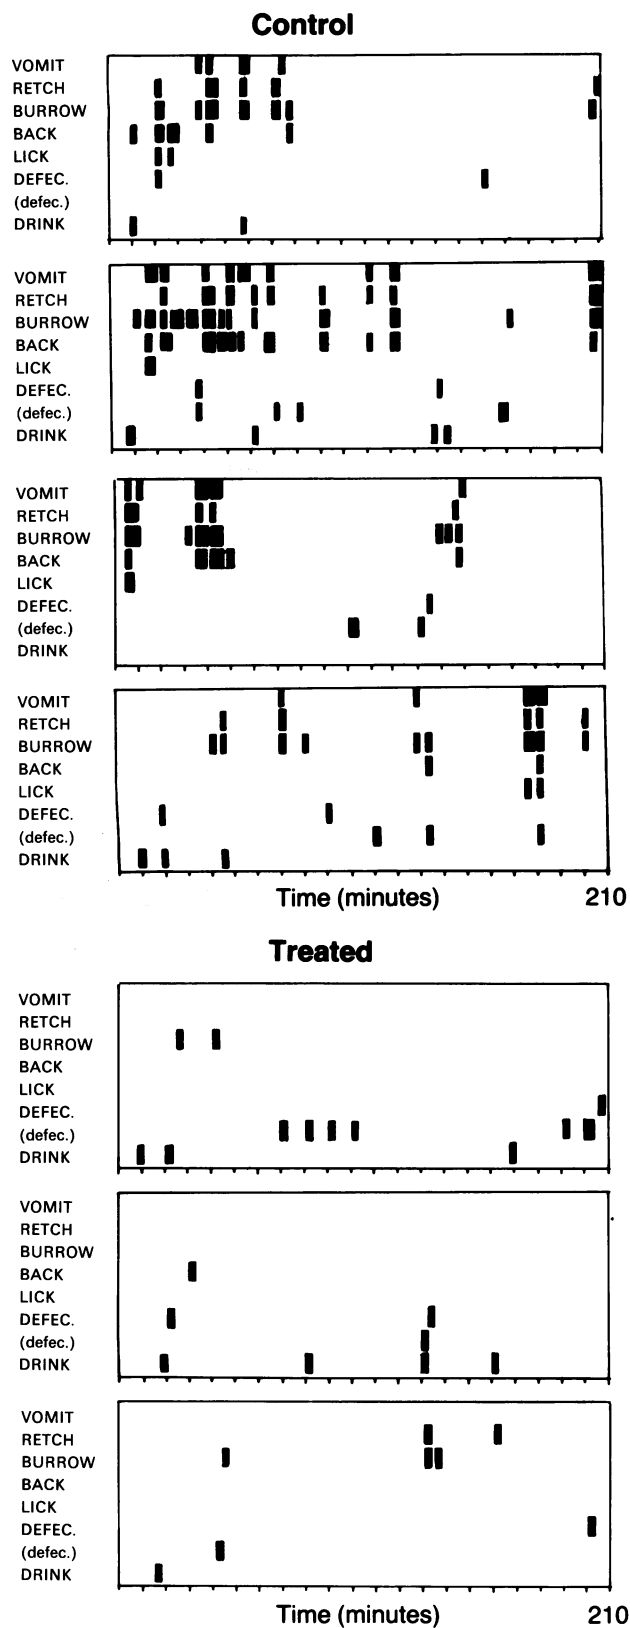 Control
VOMIT
RETCH
BURROW
BACK
LICK
DEFEC.
(defec.)
DRINK
VOMIT
RETCH
BURROW
BACK
LICK
DEFEC.
(defec.)
DRINK
VOMIT
RETCH
BURROW
BACK
LICK
DEFEC.
(defec.)
DRINK
VOMIT
RETCH
BURROW
BACK
LICK
DEFEC.
(defec.)
DRINK
Time (minutes) 210
Treated
VOMIT
RETCH
BURROW
BACK
LICK
DEFEC.
(defec.)
DRINK
VOMIT
RETCH
BURROW
BACK
LICK
DEFEC.
(defec.)
DRINK
VOMIT
RETCH
BURROW
BACK
LICK
DEFEC.
(defec.)
DRINK
Time (minutes) 210